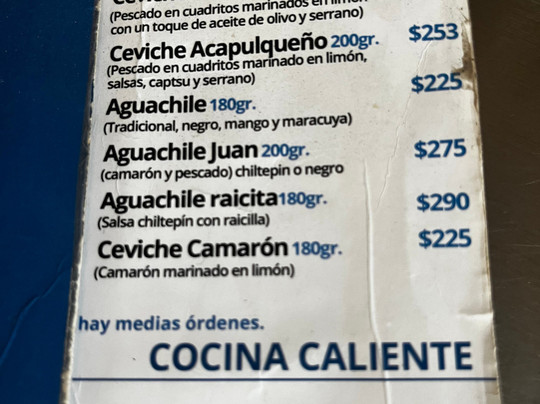 (Pescado en cuadritos marinados en limón
con un toque de aceite de olivo y serrano)
Ceviche Acapulqueño 200gr. $253
(Pescado en cuadritos marinado en limón,
salsas, captsu y serrano)
Aguachile 180gr. $225
(Tradicional, negro, mango y maracuya)
Aguachile Juan 200gr. $275
(camarón y pescado) chiltepin o negro
Aguachile raicita180gr. $290
(Salsa chiltepín con raicilla)
Ceviche Camarón 180gr. $225
(Camarón marinado en limón)
hay medias órdenes.
COCINA CALIENTE